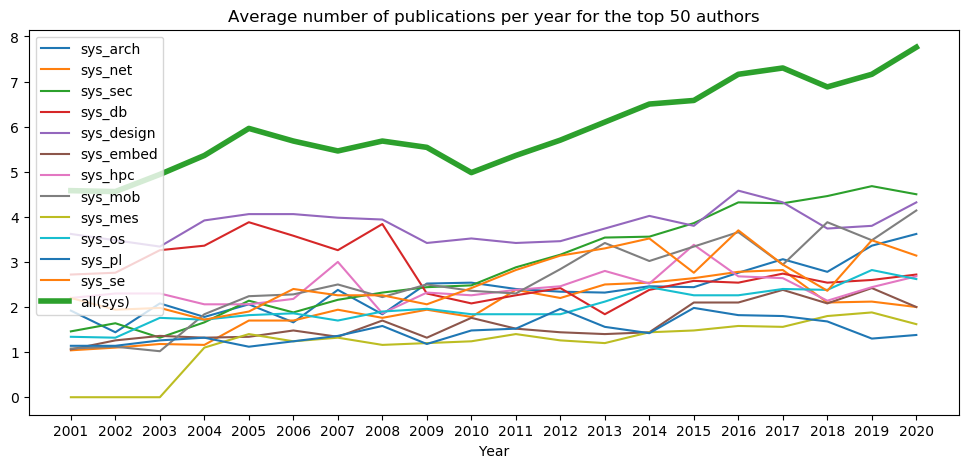 Average number of publications per year for the top 50 authors
8
7
6
5
4
3
2
1
0
sys_arch
sys_net
sys_sec
sys_db
sys_design
sys_embed
sys_hpc
sys_mob
sys_mes
sys_os
sys_pl
sys_se
all(sys)
2001 2002 2003 2004 2005 2006 2007 2008 2009 2010 2011 2012 2013 2014 2015 2016 2017 2018 2019 2020
Year